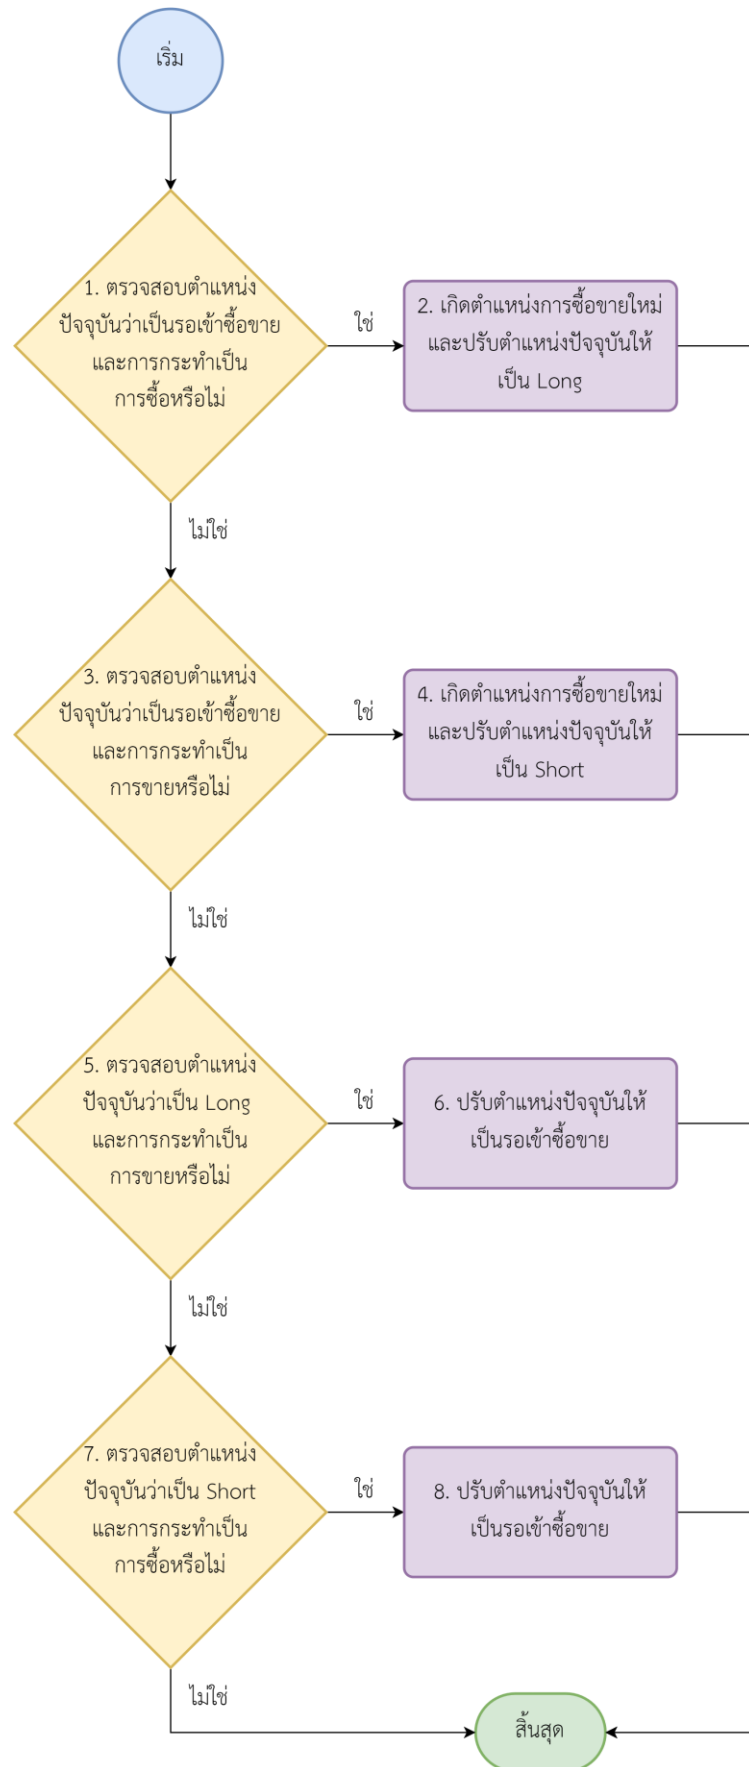 เริ่ม
1. ตรวจสอบตำแหน่ง
ปัจจุบันว่าเป็นรอเข้าซื้อขาย
และการกระทำเป็น
การซื้อหรือไม่
ใช่
2. เกิดตำแหน่งการซื้อขายใหม่
และปรับตำแหน่งปัจจุบันให้
เป็น Long
ไม่ใช่
3. ตรวจสอบตำแหน่ง
ปัจจุบันว่าเป็นรอเข้าซื้อขาย
และการกระทำเป็น
การขายหรือไม่
ใช่
4. เกิดตำแหน่งการซื้อขายใหม่
และปรับตำแหน่งปัจจุบันให้
เป็น Short
ไม่ใช่
5. ตรวจสอบตำแหน่ง
ปัจจุบันว่าเป็น Long
และการกระทำเป็น
การขายหรือไม่
ใช่
6. ปรับตำแหน่งปัจจุบันให้
เป็นรอเข้าซื้อขาย
ไม่ใช่
7. ตรวจสอบตำแหน่ง
ปัจจุบันว่าเป็น Short
และการกระทำเป็น
การซื้อหรือไม่
ใช่
8. ปรับตำแหน่งปัจจุบันให้
เป็นรอเข้าซื้อขาย
ไม่ใช่
สิ้นสุด